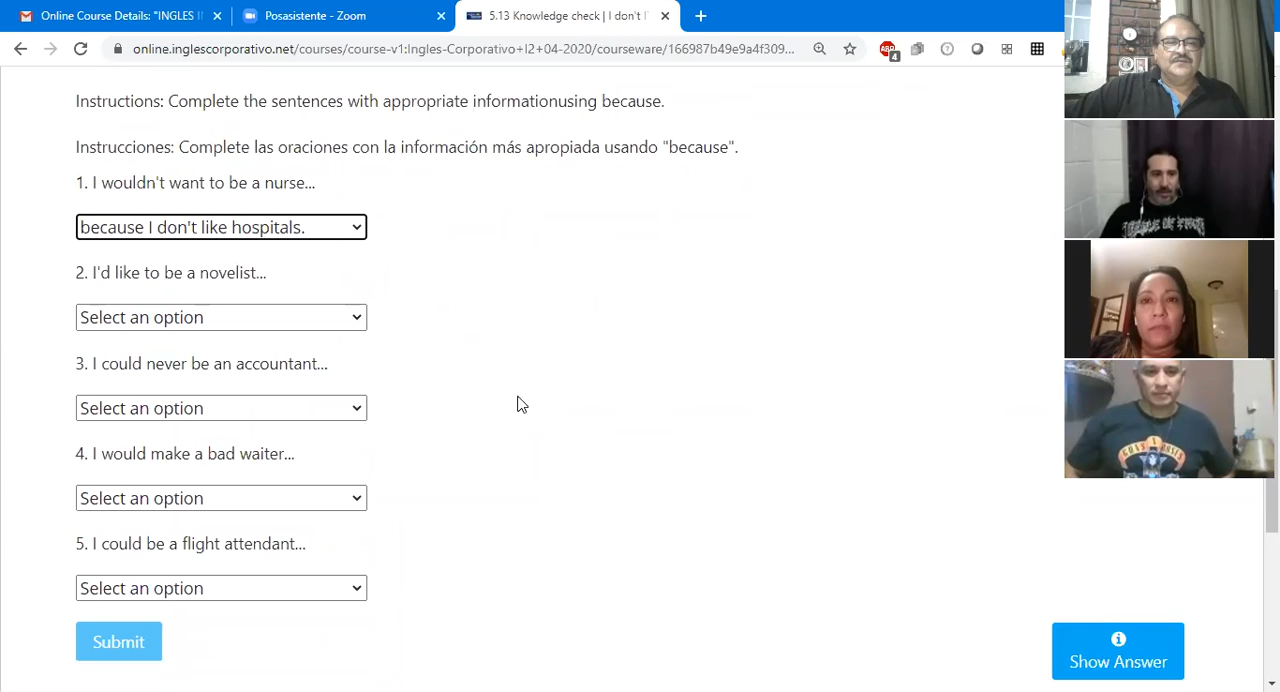 Online Course Details: "INGLES I
Posasistente - Zoom
5.13 Knowledge check | I don't l
online.inglescorporativo.net/courses/course-v1:Ingles-Corporativo+I2+04-2020/courseware/166987b49e9a4f309...
ABP
4
Instructions: Complete the sentences with appropriate informationusing because.
Instrucciones: Complete las oraciones con la información más apropiada usando "because".
1. I wouldn't want to be a nurse...
because I don't like hospitals.
2. I'd like to be a novelist...
Select an option
3. I could never be an accountant...
Select an option
4. I would make a bad waiter...
Select an option
5. I could be a flight attendant...
Select an option
Submit
Show Answer